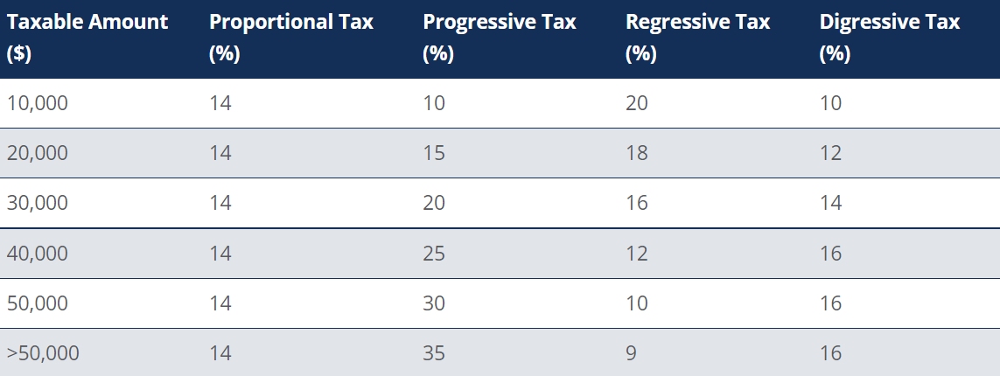 Taxable Amount ($) Proportional Tax (%) Progressive Tax (%) Regressive Tax (%) Digressive Tax (%)
10,000 14 10 20 10
20,000 14 15 18 12
30,000 14 20 16 14
40,000 14 25 12 16
50,000 14 30 10 16
>50,000 14 35 9 16